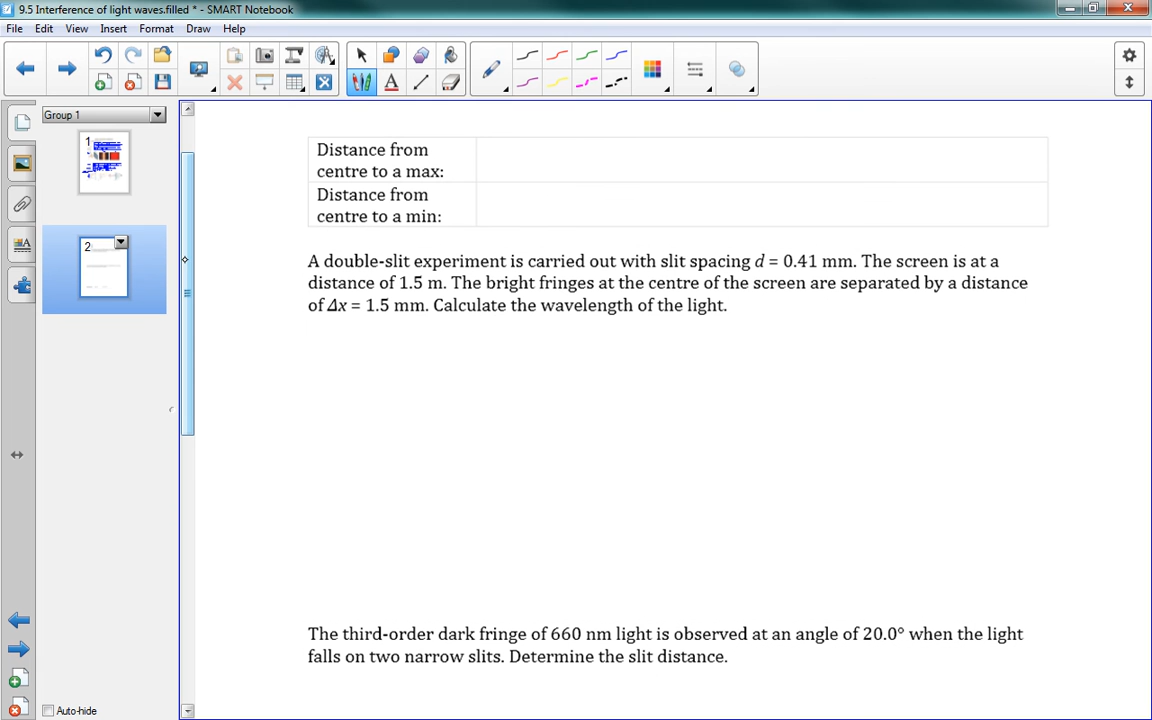 9.5 Interference of light waves.filled * - SMART Notebook
File Edit View Insert Format Draw Help
Group 1
1
2
Distance from
centre to a max:
Distance from
centre to a min:
A double-slit experiment is carried out with slit spacing d = 0.41 mm. The screen is at a
distance of 1.5 m. The bright fringes at the centre of the screen are separated by a distance
of Δx = 1.5 mm. Calculate the wavelength of the light.
The third-order dark fringe of 660 nm light is observed at an angle of 20.0° when the light
falls on two narrow slits. Determine the slit distance.
Auto-hide